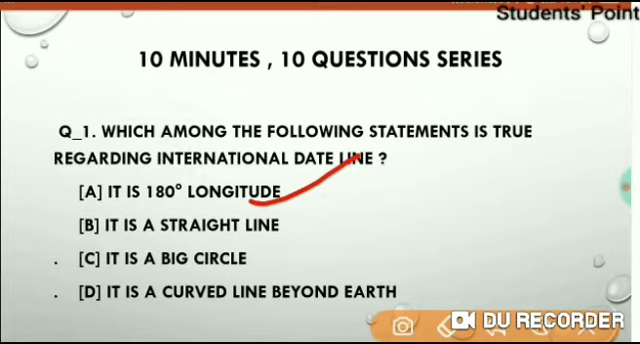 Students' Point
10 MINUTES , 10 QUESTIONS SERIES
Q_1. WHICH AMONG THE FOLLOWING STATEMENTS IS TRUE
REGARDING INTERNATIONAL DATE LINE ?
[A] IT IS 180° LONGITUDE
[B] IT IS A STRAIGHT LINE
. [C] IT IS A BIG CIRCLE
. [D] IT IS A CURVED LINE BEYOND EARTH
DU RECORDER